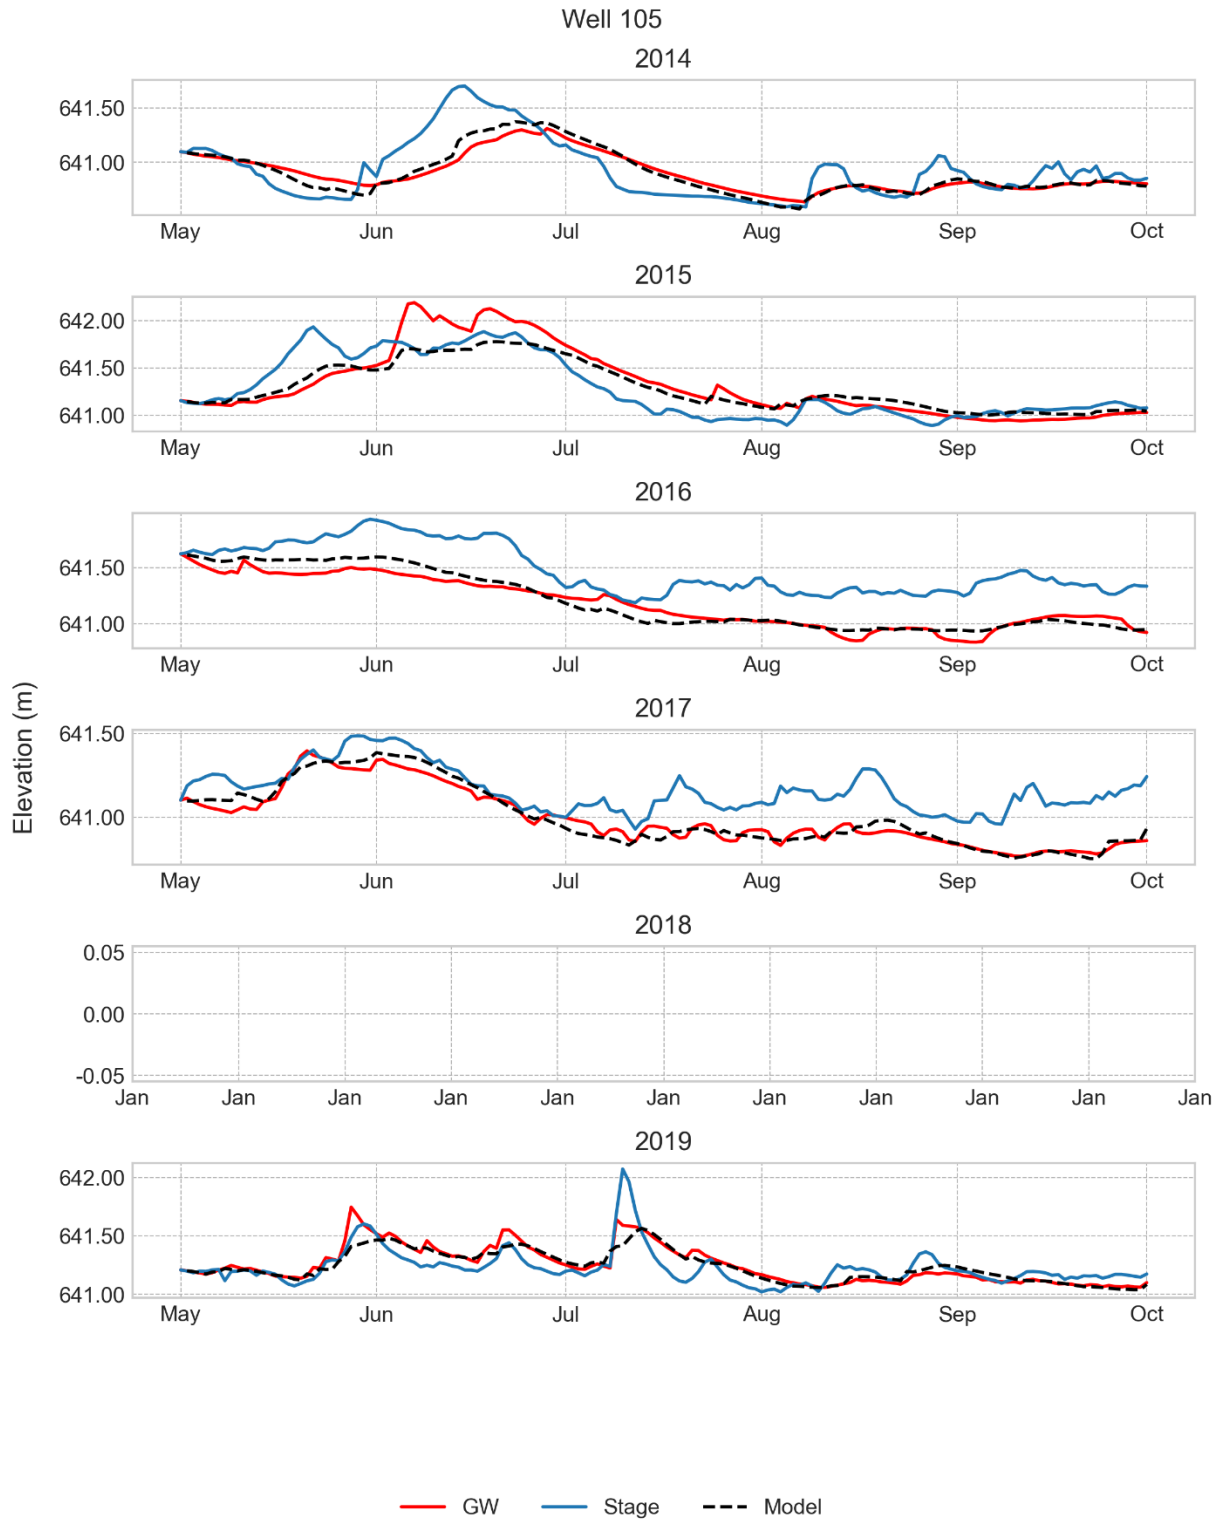 Well 105
2014
641.50
641.00
May Jun Jul Aug Sep Oct
2015
642.00
641.50
641.00
May Jun Jul Aug Sep Oct
2016
641.50
641.00
May Jun Jul Aug Sep Oct
Elevation (m)
2017
641.50
641.00
May Jun Jul Aug Sep Oct
2018
0.05
0.00
-0.05
Jan Jan Jan Jan Jan Jan Jan Jan Jan Jan Jan
2019
642.00
641.50
641.00
May Jun Jul Aug Sep Oct
GW Stage Model